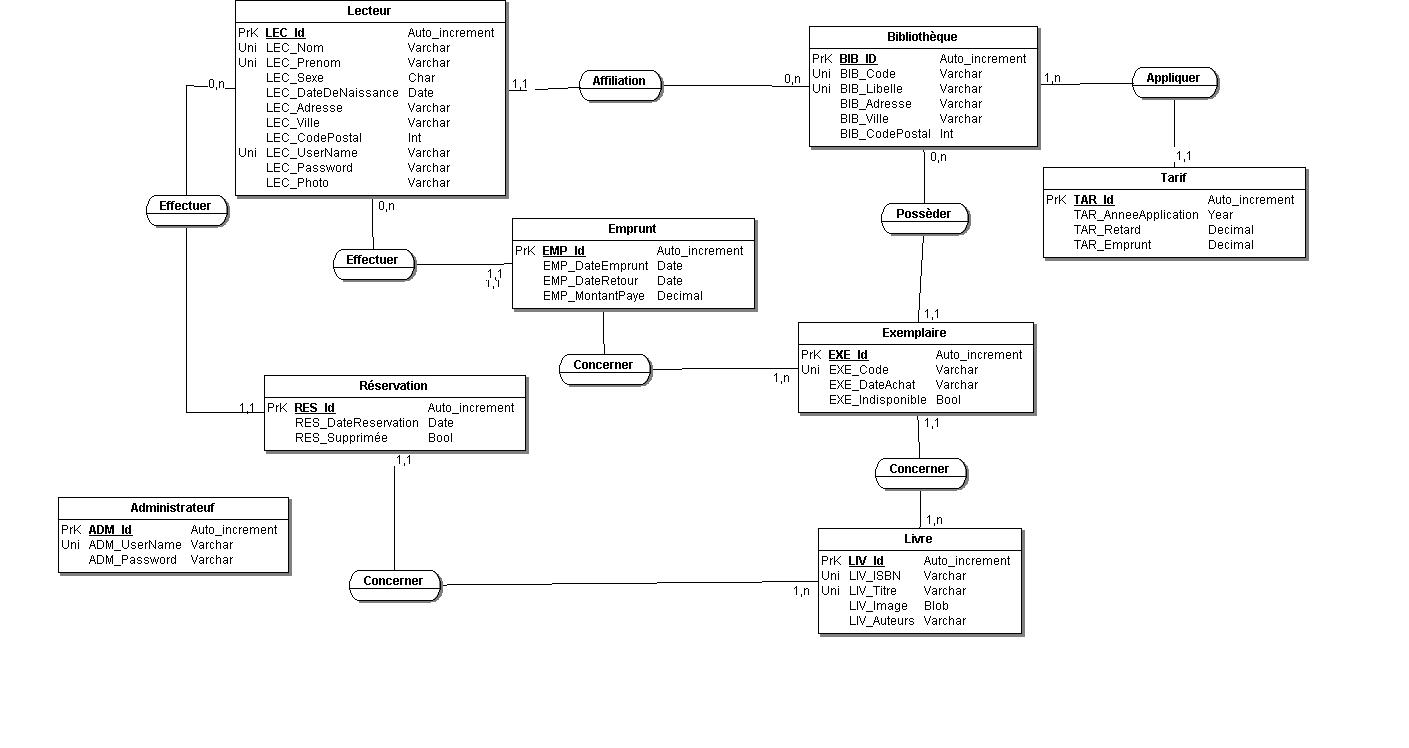 Lecteur
PrK LEC_Id Auto_increment
Uni LEC_Nom Varchar
Uni LEC_Prenom Varchar
LEC_Sexe Char
LEC_DateDeNaissance Date
LEC_Adresse Varchar
LEC_Ville Varchar
LEC_CodePostal Int
Uni LEC_UserName Varchar
LEC_Password Varchar
LEC_Photo Varchar
1,1
Affiliation
0,n
Bibliothèque
PrK BIB_ID Auto_increment
Uni BIB_Code Varchar
Uni BIB_Libelle Varchar
BIB_Adresse Varchar
BIB_Ville Varchar
BIB_CodePostal Int
1,n
Appliquer
1,1
Tarif
PrK TAR_Id Auto_increment
TAR_AnneeApplication Year
TAR_Retard Decimal
TAR_Emprunt Decimal
0,n
Effectuer
0,n
Effectuer
1,1
1,1
Emprunt
PrK EMP_Id Auto_increment
EMP_DateEmprunt Date
EMP_DateRetour Date
EMP_MontantPaye Decimal
0,n
Possèder
1,1
Concerner
1,n
Exemplaire
PrK EXE_Id Auto_increment
Uni EXE_Code Varchar
EXE_DateAchat Varchar
EXE_Indisponible Bool
1,1
Réservation
PrK RES_Id Auto_increment
RES_DateReservation Date
RES_Supprimée Bool
1,1
1,1
Concerner
1,n
Administrateuf
PrK ADM_Id Auto_increment
Uni ADM_UserName Varchar
ADM_Password Varchar
Concerner
1,n
Livre
PrK LIV_Id Auto_increment
Uni LIV_ISBN Varchar
Uni LIV_Titre Varchar
LIV_Image Blob
LIV_Auteurs Varchar